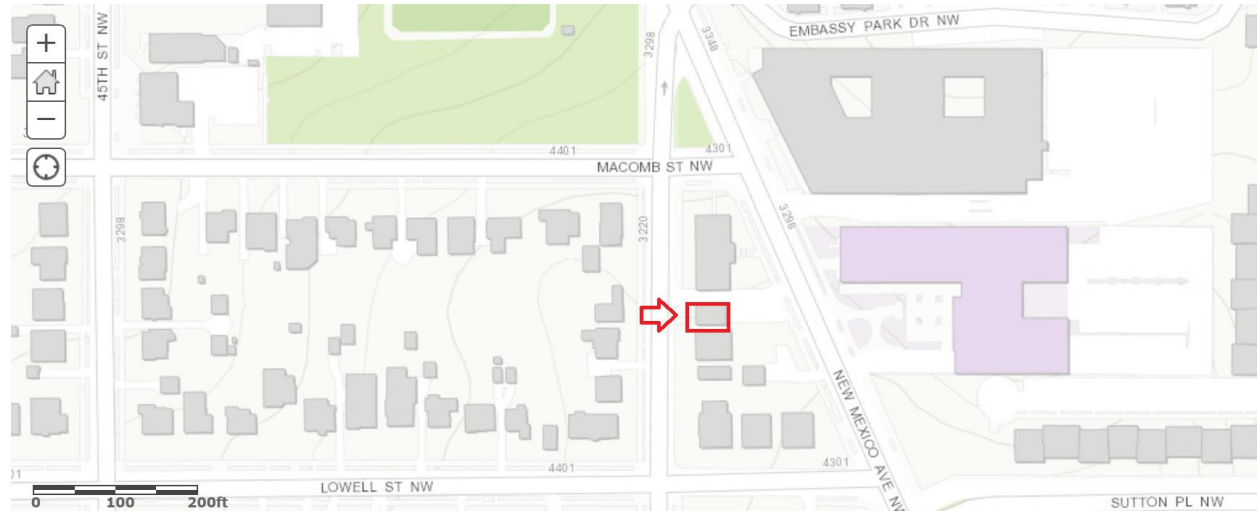 +
−
EMBASSY PARK DR NW
45TH ST NW
3298
3348
4401
4301
MACOMB ST NW
3298
3220
3298
NEW MEXICO AVE NW
4401
4301
LOWELL ST NW
SUTTON PL NW
0 100 200ft